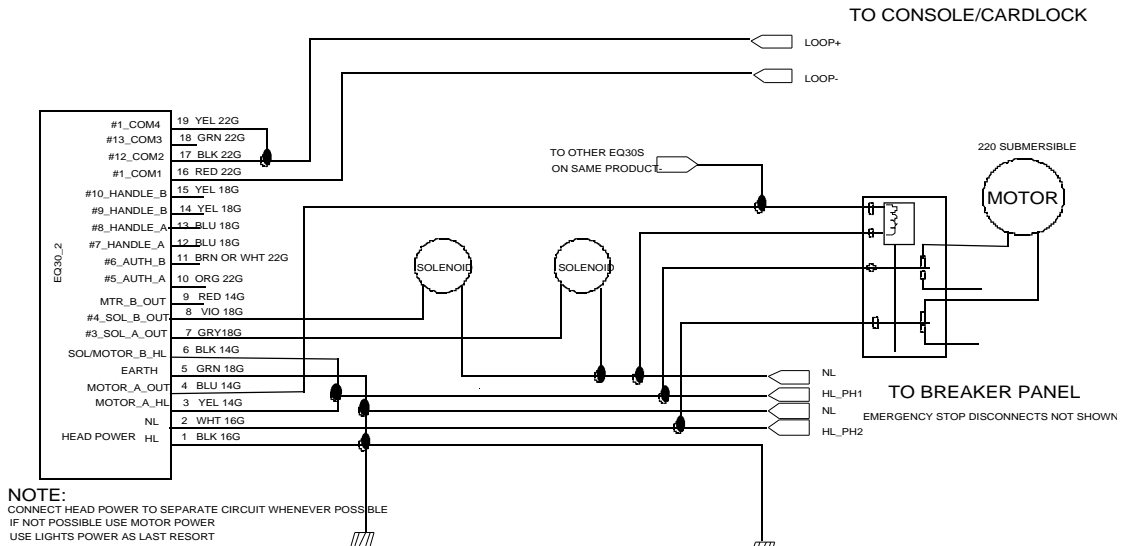 TO CONSOLE/CARDLOCK
LOOP+
LOOP-
#1_COM4 19 YEL 22G
#13_COM3 18 GRN 22G
#12_COM2 17 BLK 22G
#1_COM1 16 RED 22G
#10_HANDLE_B 15 YEL 18G
#9_HANDLE_B 14 YEL 18G
#8_HANDLE_A 13 BLU 18G
#7_HANDLE_A 12 BLU 18G
#6_AUTH_B 11 BRN OR WHT 22G
#5_AUTH_A 10 ORG 22G
MTR_B_OUT 9 RED 14G
#4_SOL_B_OUT 8 VIO 18G
#3_SOL_A_OUT 7 GRY18G
SOL/MOTOR_B_HL 6 BLK 14G
EARTH 5 GRN 18G
MOTOR_A_OUT 4 BLU 14G
MOTOR_A_HL 3 YEL 14G
NL 2 WHT 16G
HEAD POWER HL 1 BLK 16G
EQ30_2
TO OTHER EQ30S
ON SAME PRODUCT-
220 SUBMERSIBLE
MOTOR
SOLENOID
SOLENOID
NL
HL_PH1
NL
HL_PH2
TO BREAKER PANEL
EMERGENCY STOP DISCONNECTS NOT SHOWN
NOTE:
CONNECT HEAD POWER TO SEPARATE CIRCUIT WHENEVER POSSIBLE
IF NOT POSSIBLE USE MOTOR POWER
USE LIGHTS POWER AS LAST RESORT